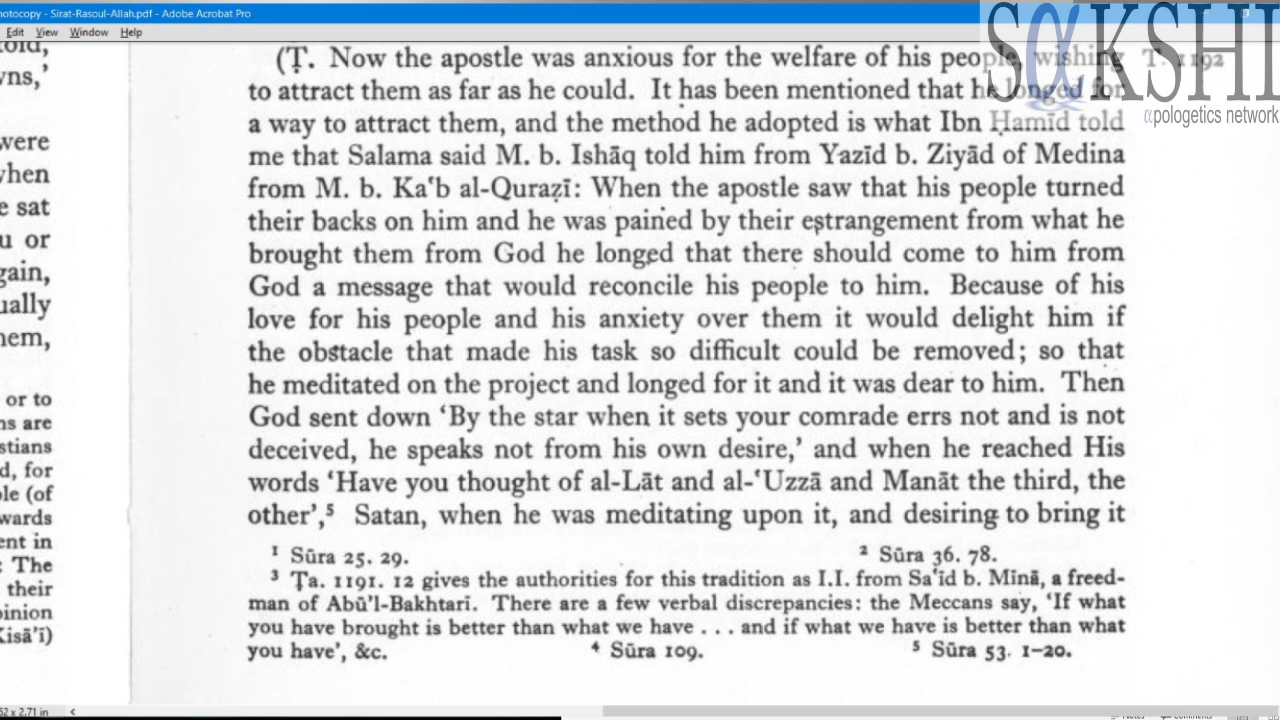 hotocopy - Sirat-Rasoul-Allah.pdf - Adobe Acrobat Pro
Edit View Window Help
SαKSHI
αpologetics network
wns,’
were
when
e sat
u or
gain,
ually
hem,
or to
ns are
stians
d, for
ple (of
wards
ent in
: The
their
pinion
Kisā’ī)
(Ṭ. Now the apostle was anxious for the welfare of his people, wishing T. 1192
to attract them as far as he could. It has been mentioned that he longed for
a way to attract them, and the method he adopted is what Ibn Ḥamīd told
me that Salama said M. b. Isḥāq told him from Yazīd b. Ziyād of Medina
from M. b. Ka‘b al-Quraẓī: When the apostle saw that his people turned
their backs on him and he was pained by their estrangement from what he
brought them from God he longed that there should come to him from
God a message that would reconcile his people to him. Because of his
love for his people and his anxiety over them it would delight him if
the obstacle that made his task so difficult could be removed; so that
he meditated on the project and longed for it and it was dear to him. Then
God sent down ‘By the star when it sets your comrade errs not and is not
deceived, he speaks not from his own desire,’ and when he reached His
words ‘Have you thought of al-Lāt and al-‘Uzzā and Manāt the third, the
other’,⁵ Satan, when he was meditating upon it, and desiring to bring it
¹ Sūra 25. 29. ² Sūra 36. 78.
³ Ṭa. 1191. 12 gives the authorities for this tradition as I.I. from Sa‘īd b. Mīnā, a freed-
man of Abū’l-Bakhtarī. There are a few verbal discrepancies: the Meccans say, ‘If what
you have brought is better than what we have . . . and if what we have is better than what
you have’, &c. ⁴ Sūra 109. ⁵ Sūra 53. 1–20.
62 x 2.71 in <